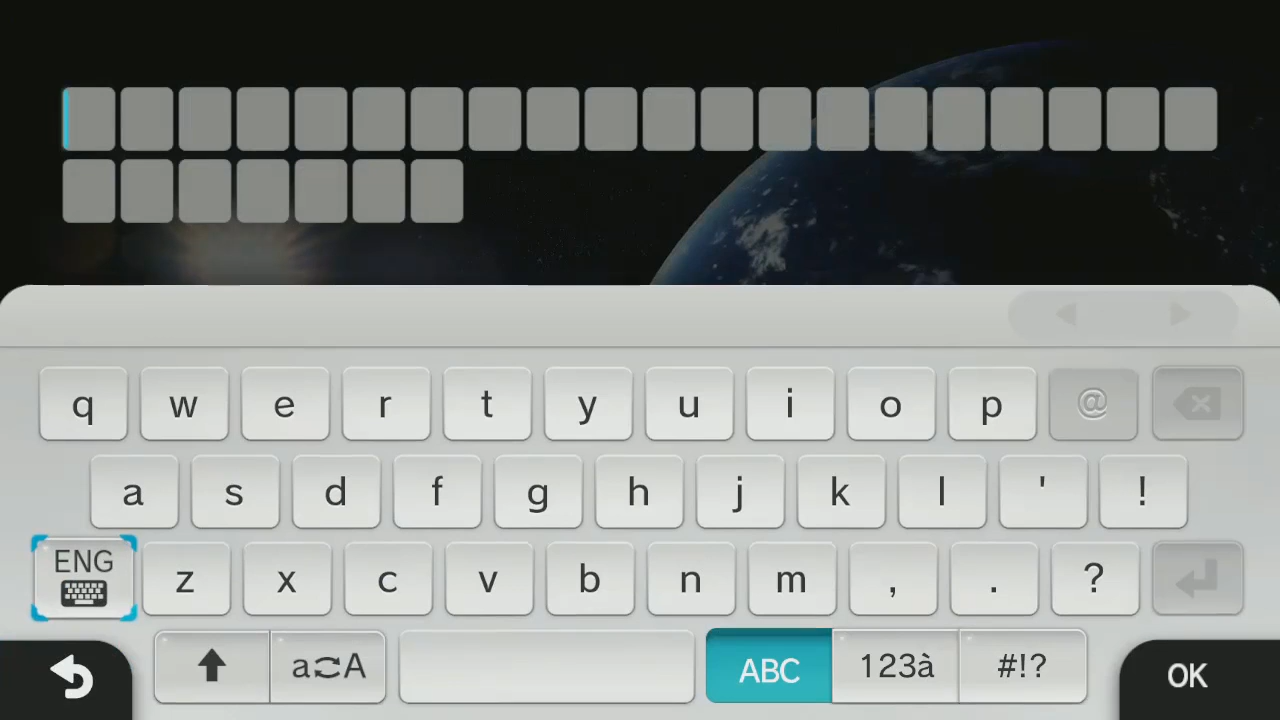 q w e r t y u i o p @
a s d f g h j k l ' !
ENG z x c v b n m , . ?
a A ABC 123à #!? OK